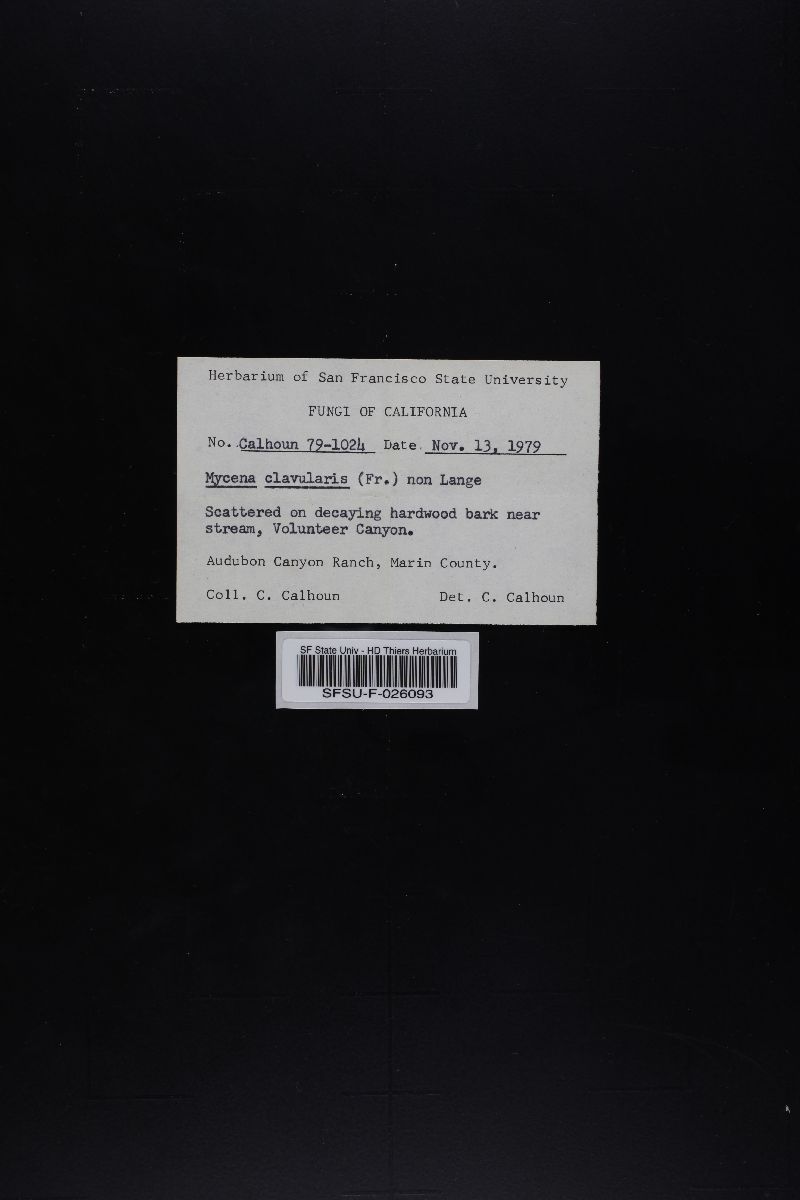 Herbarium of San Francisco State University
FUNGI OF CALIFORNIA
No. Calhoun 79-1024 Date. Nov. 13, 1979
Mycena clavularis (Fr.) non Lange
Scattered on decaying hardwood bark near
stream, Volunteer Canyon.
Audubon Canyon Ranch, Marin County.
Coll. C. Calhoun Det. C. Calhoun
SF State Univ - HD Thiers Herbarium
SFSU-F-026093